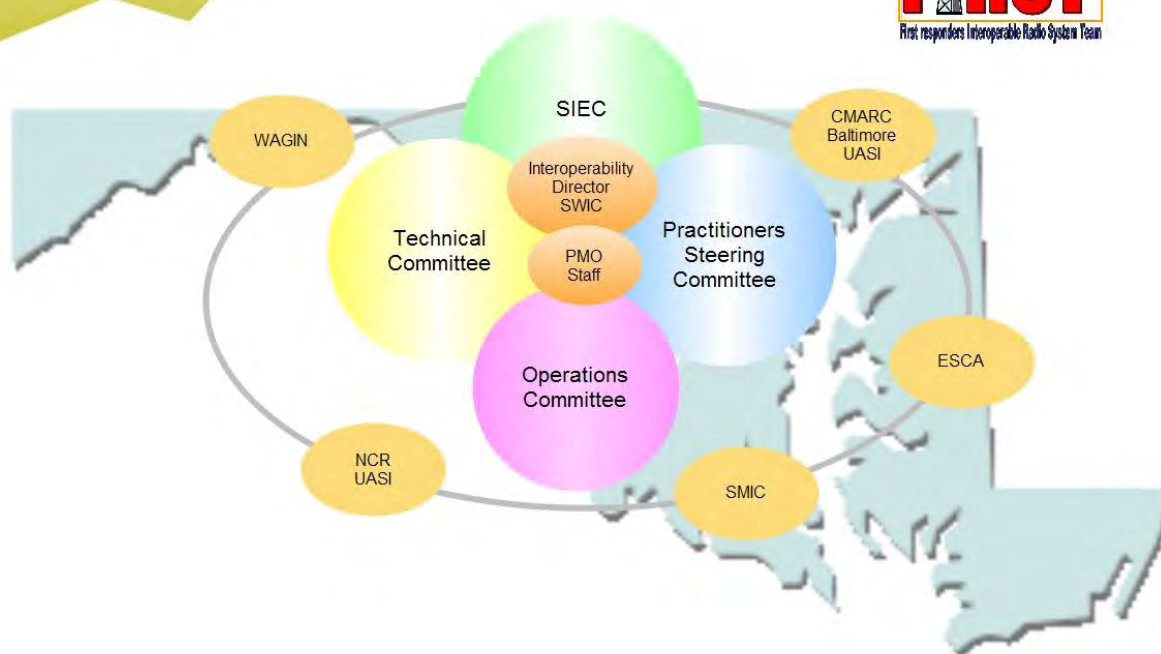 First responders Interoperable Radio System Team
SIEC
WAGIN
CMARC
Baltimore
UASI
Interoperability
Director
SWIC
Technical
Committee
Practitioners
Steering
Committee
PMO
Staff
ESCA
Operations
Committee
NCR
UASI
SMIC